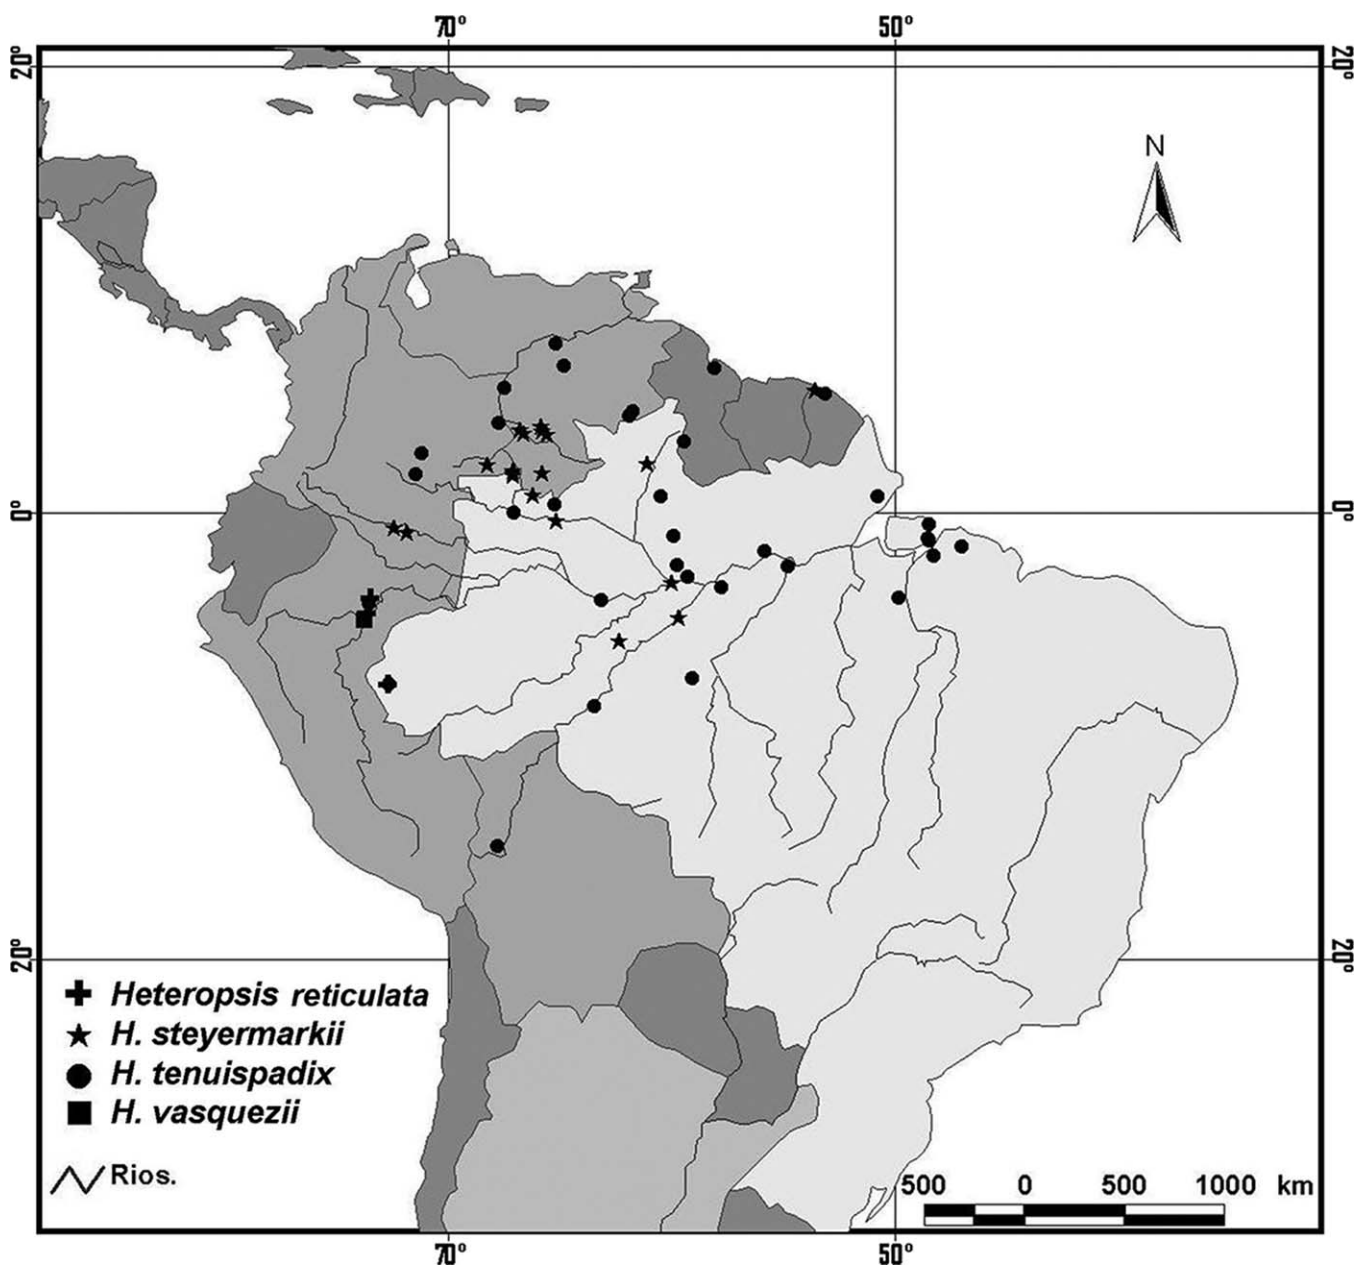 70° 50°
20° 20°
N
0° 0°
20° 20°
Heteropsis reticulata
H. steyermarkii
H. tenuispadix
H. vasquezii
Rios.
500 0 500 1000 km
70° 50°